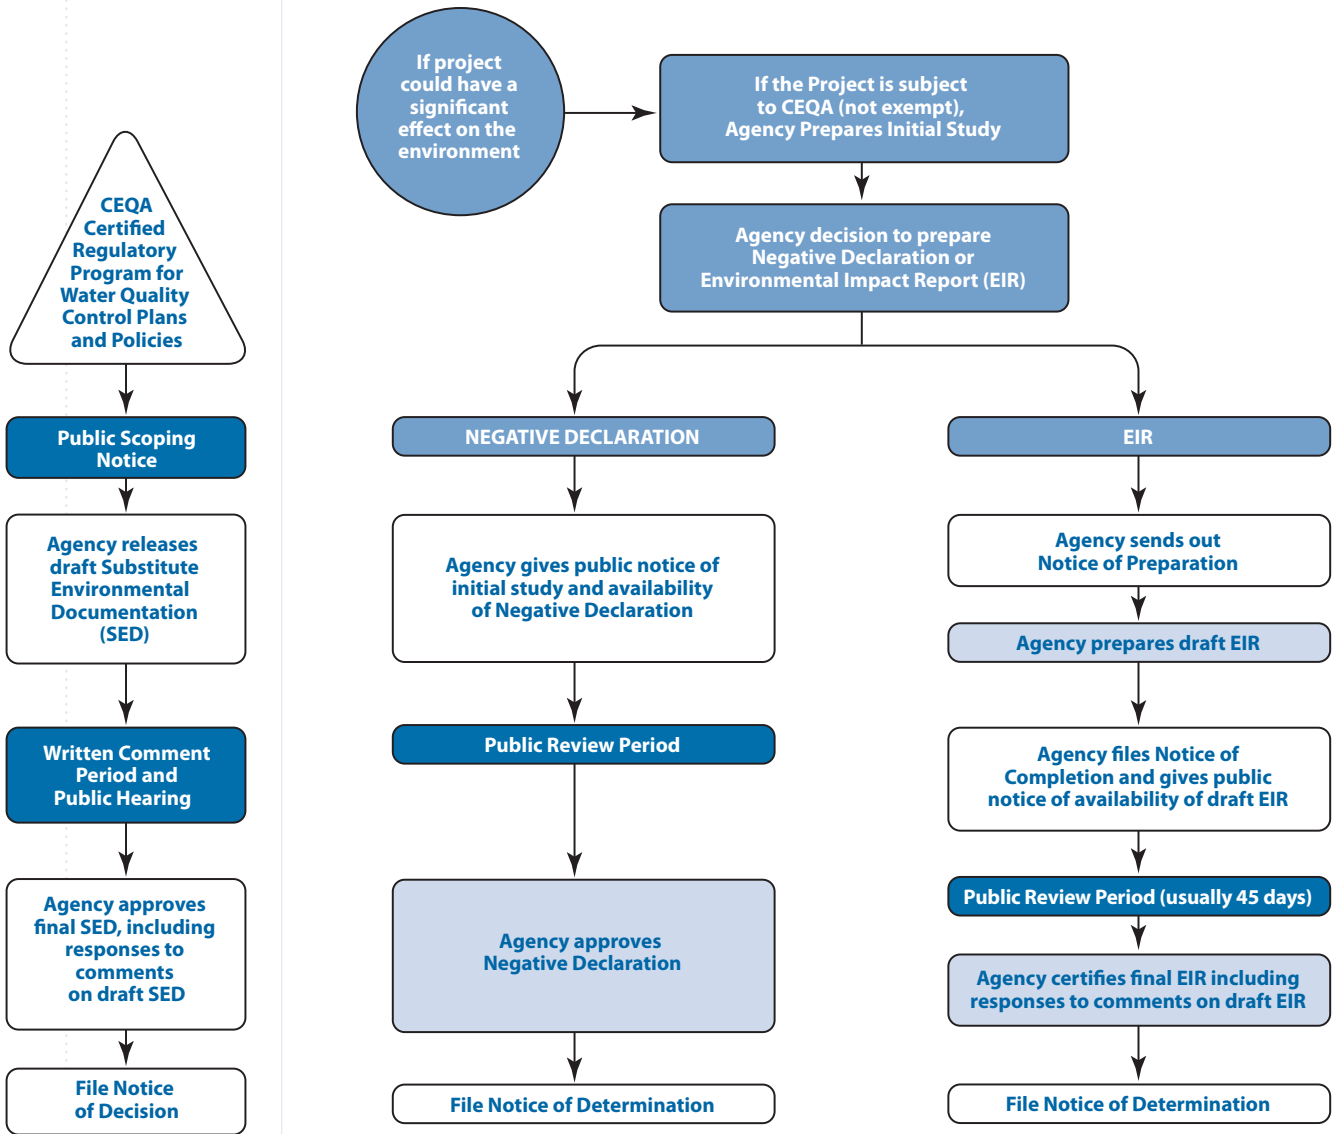 CEQA
Certified
Regulatory
Program for
Water Quality
Control Plans
and Policies
Public Scoping
Notice
Agency releases
draft Substitute
Environmental
Documentation
(SED)
Written Comment
Period and
Public Hearing
Agency approves
final SED, including
responses to
comments
on draft SED
File Notice
of Decision
If project
could have a
significant
effect on the
environment
If the Project is subject
to CEQA (not exempt),
Agency Prepares Initial Study
Agency decision to prepare
Negative Declaration or
Environmental Impact Report (EIR)
NEGATIVE DECLARATION
Agency gives public notice of
initial study and availability
of Negative Declaration
Public Review Period
Agency approves
Negative Declaration
File Notice of Determination
EIR
Agency sends out
Notice of Preparation
Agency prepares draft EIR
Agency files Notice of
Completion and gives public
notice of availability of draft EIR
Public Review Period (usually 45 days)
Agency certifies final EIR including
responses to comments on draft EIR
File Notice of Determination